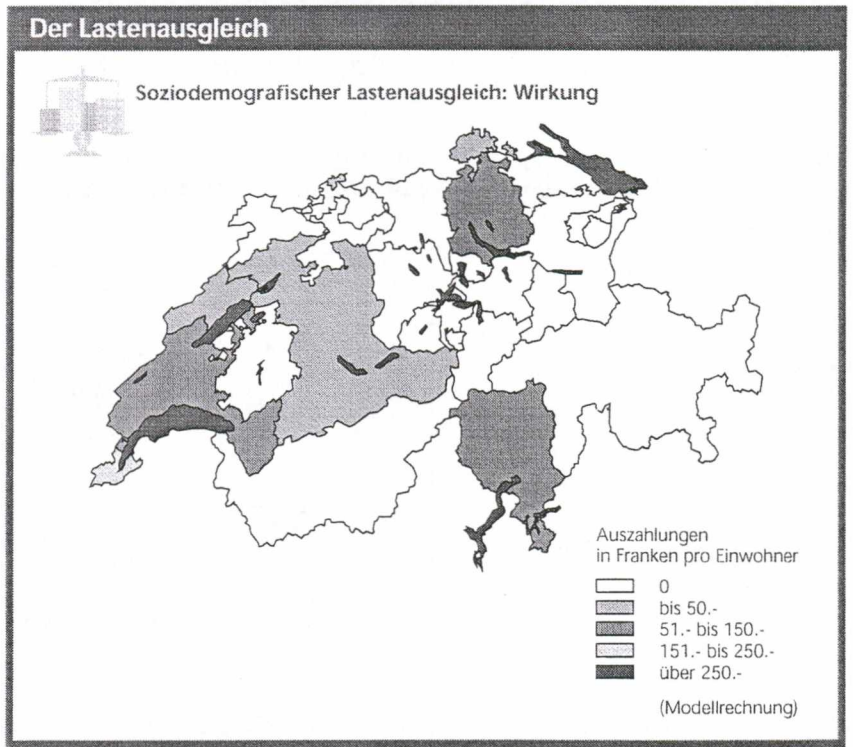 Der Lastenausgleich
Soziodemografischer Lastenausgleich: Wirkung
Auszahlungen
in Franken pro Einwohner
0
bis 50.-
51.- bis 150.-
151.- bis 250.-
über 250.-
(Modellrechnung)